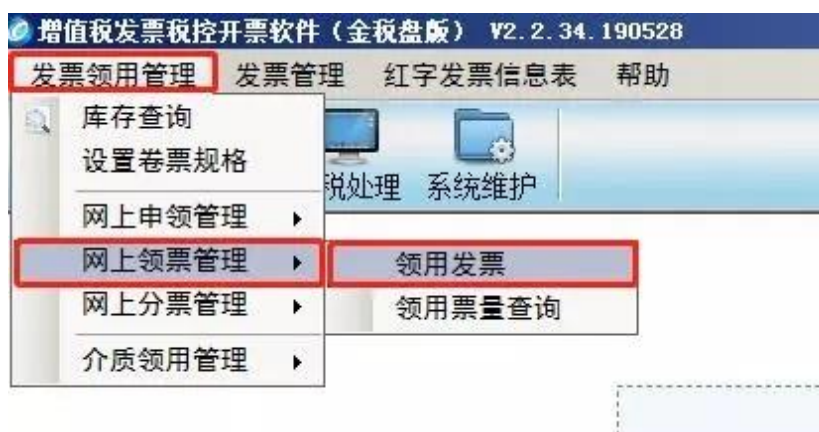 增值税发票税控开票软件（金税盘版） V2.2.34.190528
发票领用管理 发票管理 红字发票信息表 帮助
库存查询
设置卷票规格
税处理 系统维护
网上申领管理
网上领票管理 领用发票
网上分票管理 领用票量查询
介质领用管理